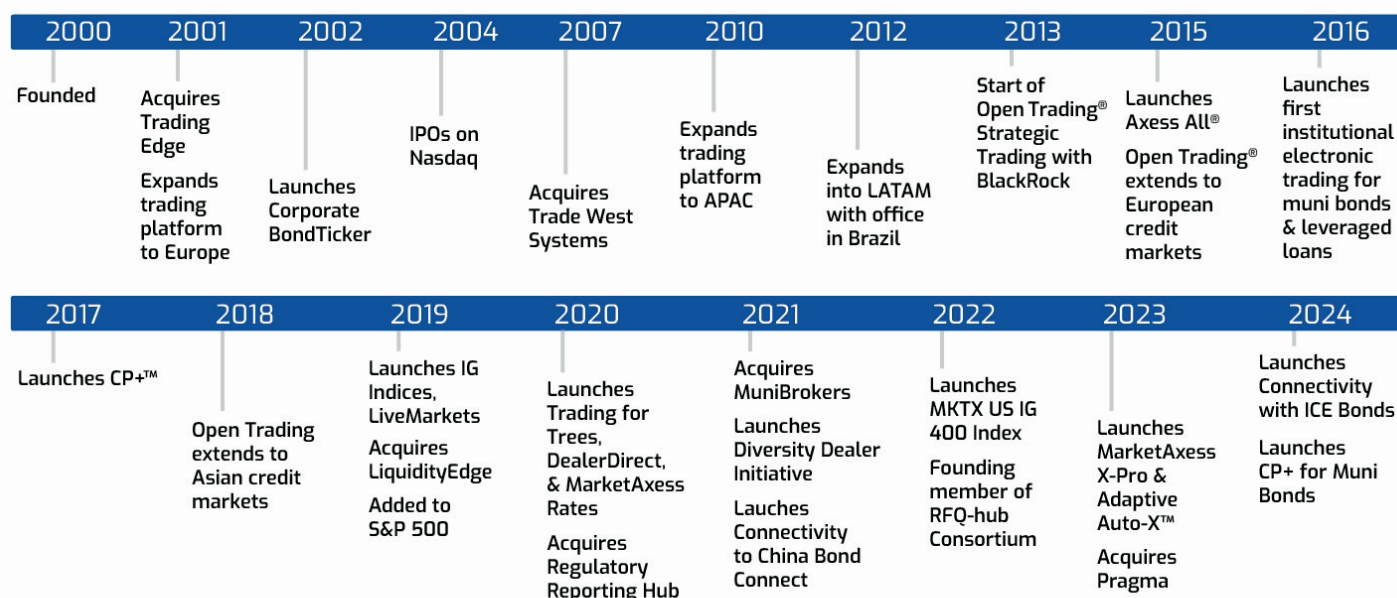 2000 2001 2002 2004 2007 2010 2012 2013 2015 2016
Founded
Acquires
Trading
Edge
Expands
trading
platform
to Europe
Launches
Corporate
BondTicker
IPOs on
Nasdaq
Acquires
Trade West
Systems
Expands
trading
platform
to APAC
Expands
into LATAM
with office
in Brazil
Start of
Open Trading®
Strategic
Trading with
BlackRock
Launches
Axess All®
Open Trading®
extends to
European
credit
markets
Launches
first
institutional
electronic
trading for
muni bonds
& leveraged
loans
2017 2018 2019 2020 2021 2022 2023 2024
Launches CP+™
Open Trading
extends to
Asian credit
markets
Launches IG
Indices,
LiveMarkets
Acquires
LiquidityEdge
Added to
S&P 500
Launches
Trading for
Trees,
DealerDirect,
& MarketAxess
Rates
Acquires
Regulatory
Reporting Hub
Acquires
MuniBrokers
Launches
Diversity Dealer
Initiative
Lauches
Connectivity
to China Bond
Connect
Launches
MKTX US IG
400 Index
Founding
member of
RFQ-hub
Consortium
Launches
MarketAxess
X-Pro &
Adaptive
Auto-X™
Acquires
Pragma
Launches
Connectivity
with ICE Bonds
Launches
CP+ for Muni
Bonds